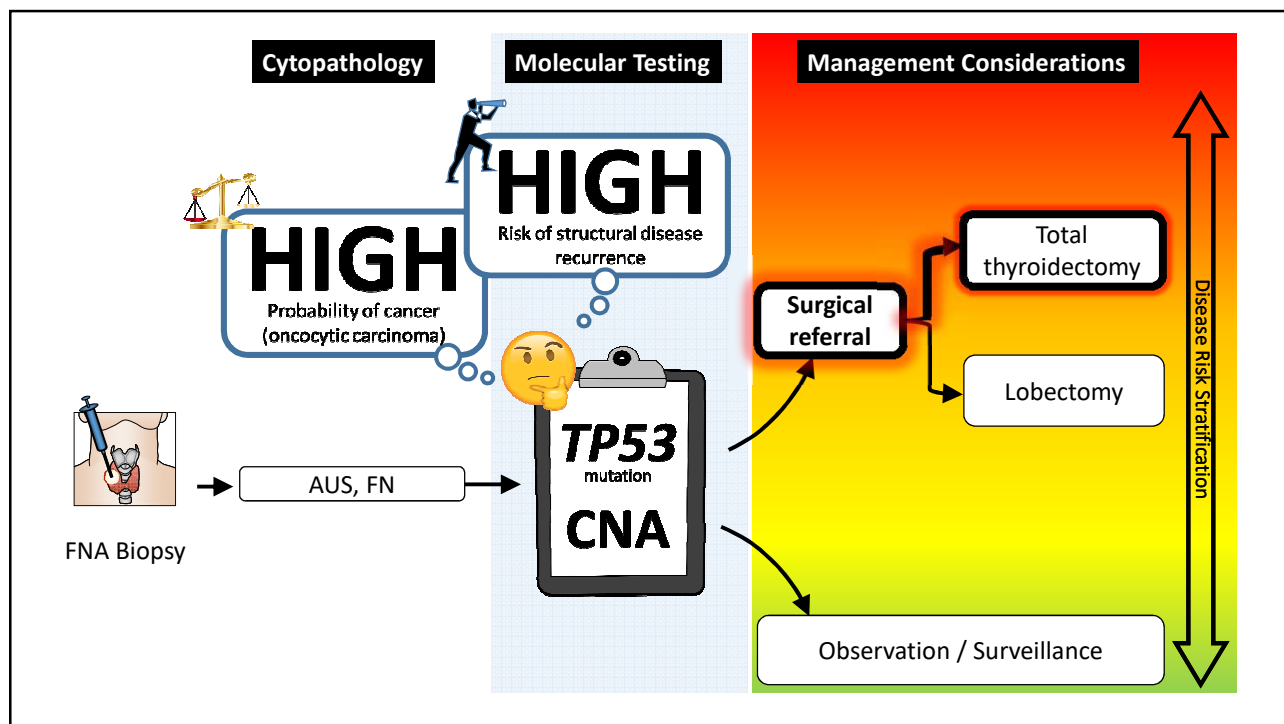 Cytopathology
Molecular Testing
Management Considerations
HIGH
Risk of structural disease
recurrence
HIGH
Probability of cancer
(oncocytic carcinoma)
FNA Biopsy
AUS, FN
TP53
mutation
CNA
Surgical
referral
Total
thyroidectomy
Lobectomy
Observation / Surveillance
Disease Risk Stratification